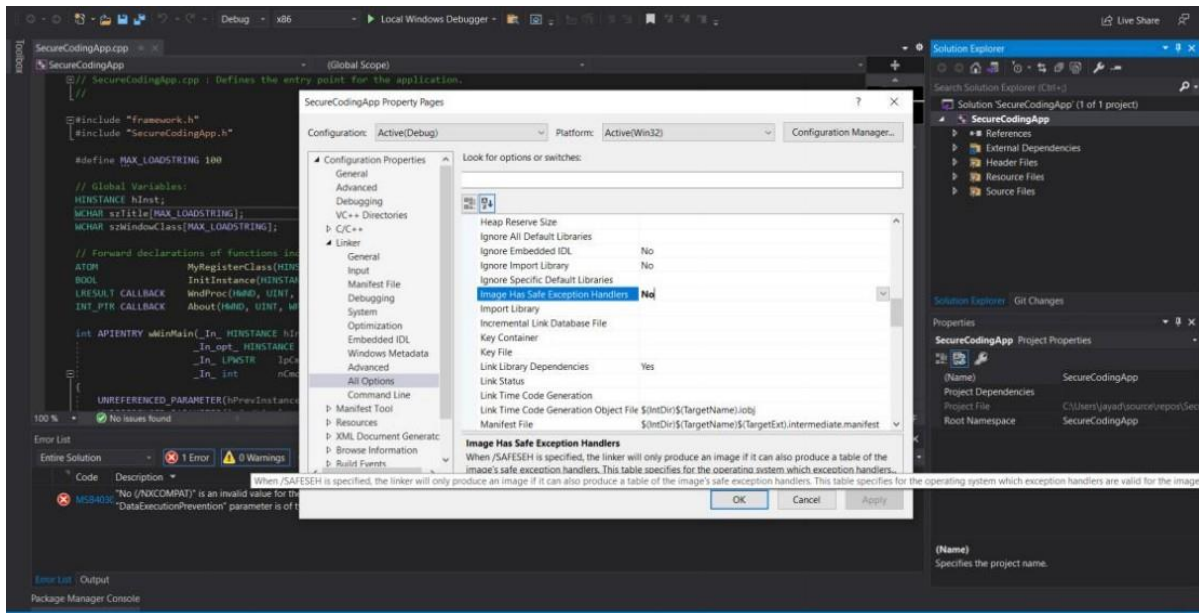 Debug x86 Local Windows Debugger Live Share
Toolbox
SecureCodingApp.cpp
SecureCodingApp (Global Scope)
// SecureCodingApp.cpp : Defines the entry point for the application.
//
#include "framework.h"
#include "SecureCodingApp.h"
#define MAX_LOADSTRING 100
// Global Variables:
HINSTANCE hInst;
WCHAR szTitle[MAX_LOADSTRING];
WCHAR szWindowClass[MAX_LOADSTRING];
// Forward declarations of functions inc
ATOM MyRegisterClass(HINS
BOOL InitInstance(HINSTAN
LRESULT CALLBACK WndProc(HWND, UINT,
INT_PTR CALLBACK About(HWND, UINT,
int APIENTRY wWinMain(_In_ HINSTANCE hIn
_In_opt_ HINSTANCE
_In_ LPWSTR
_In_ int nCmd
{
UNREFERENCED_PARAMETER(hPrevInstance
100 % No issues found
SecureCodingApp Property Pages ? ×
Configuration: Active(Debug) Platform: Active(Win32) Configuration Manager...
Configuration Properties
General
Advanced
Debugging
VC++ Directories
C/C++
Linker
General
Input
Manifest File
Debugging
System
Optimization
Embedded IDL
Windows Metadata
Advanced
All Options
Command Line
Manifest Tool
Resources
XML Document Generatc
Browse Information
Build Events
Look for options or switches:
Heap Reserve Size
Ignore All Default Libraries
Ignore Embedded IDL No
Ignore Import Library No
Ignore Specific Default Libraries
Image Has Safe Exception Handlers No
Import Library
Incremental Link Database File
Key Container
Key File
Link Library Dependencies Yes
Link Status
Link Time Code Generation
Link Time Code Generation Object File $(IntDir)$(TargetName).iobj
Manifest File $(IntDir)$(TargetName)$(TargetExt).intermediate.manifest
Image Has Safe Exception Handlers
When /SAFESEH is specified, the linker will only produce an image if it can also produce a table of the
image's safe exception handlers. This table specifies for the operating system which exception handlers..
When /SAFESEH is specified, the linker will only produce an image if it can also produce a table of the image's safe exception handlers. This table specifies for the operating system which exception handlers are valid for the image
OK Cancel Apply
Error List
Entire Solution 1 Error 0 Warnings
Code Description
"No (/NXCOMPAT)" is an invalid value for the
"DataExecutionPrevention" parameter is of t
Error List Output
Package Manager Console
Solution Explorer
Search Solution Explorer (Ctrl+;)
Solution 'SecureCodingApp' (1 of 1 project)
SecureCodingApp
References
External Dependencies
Header Files
Resource Files
Source Files
Solution Explorer Git Changes
Properties
SecureCodingApp Project Properties
(Name) SecureCodingApp
Project Dependencies
Project File C:\Users\jayad\source\repos\Sec
Root Namespace SecureCodingApp
(Name)
Specifies the project name.